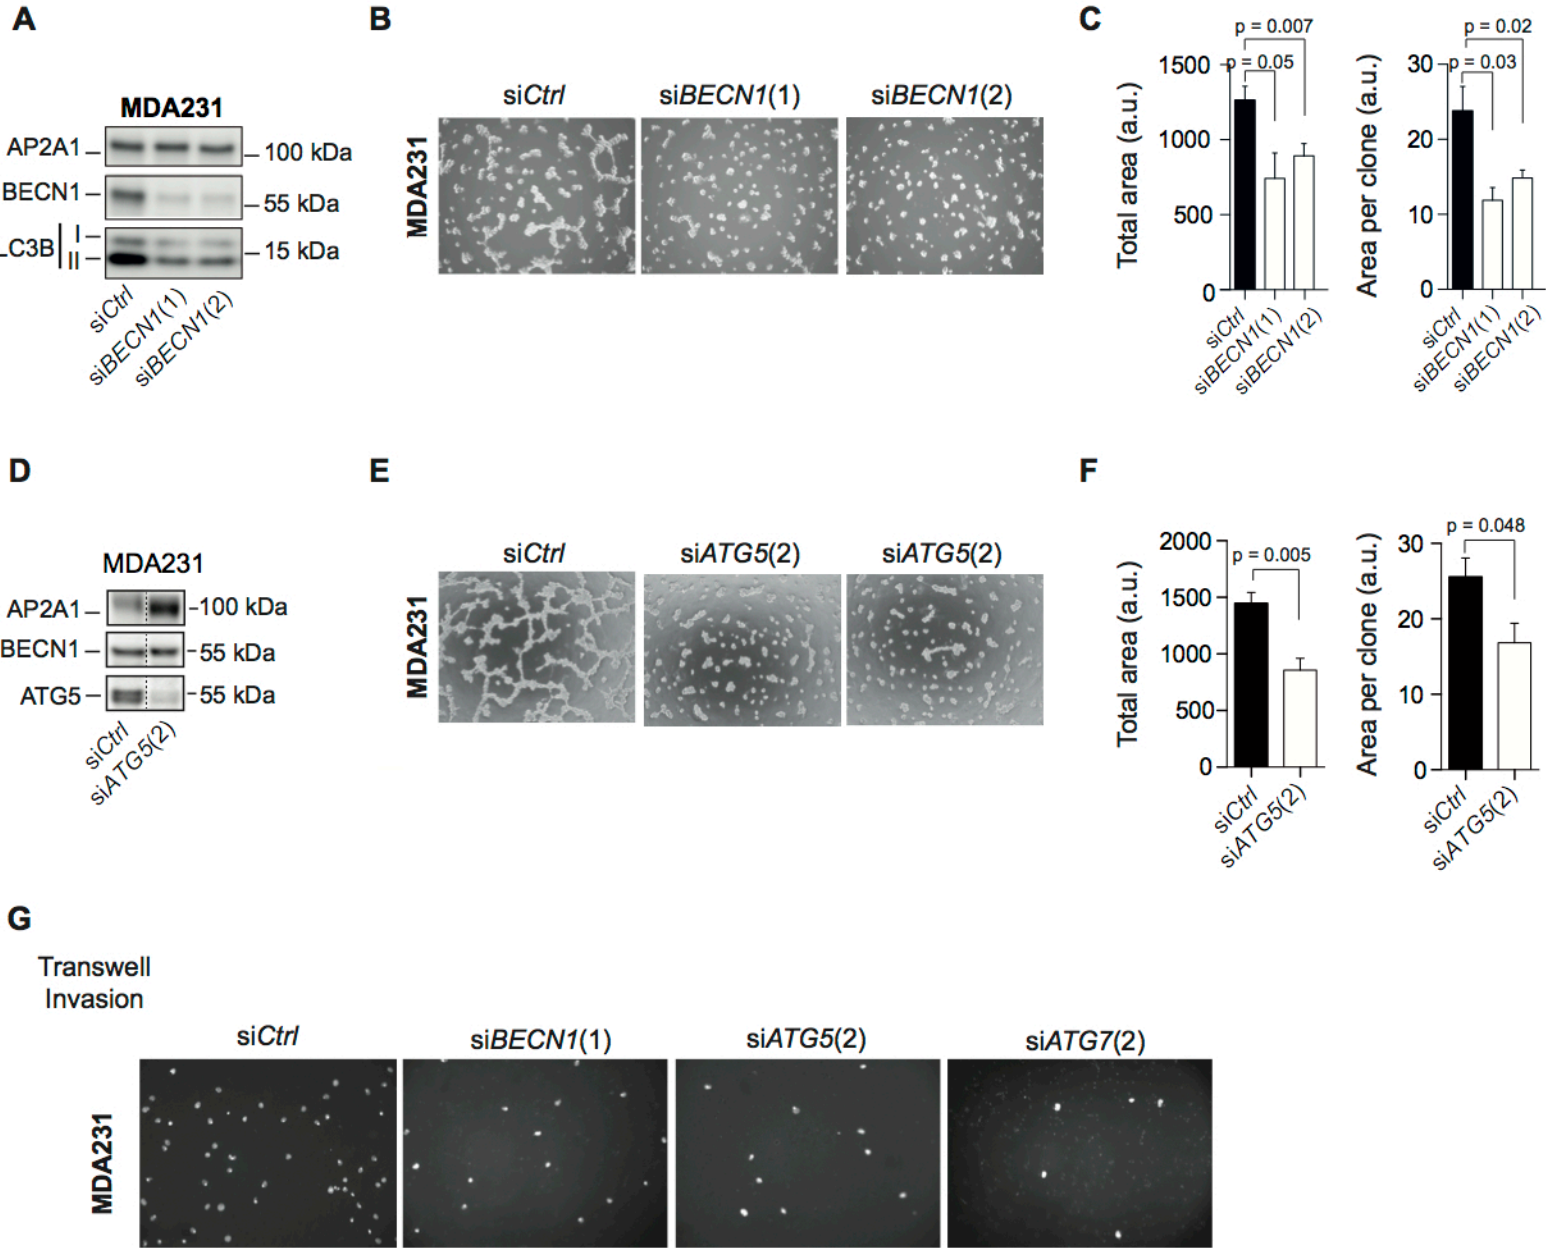 A
MDA231
AP2A1
100 kDa
BECN1
55 kDa
LC3B
I
II
15 kDa
siCtrl
siBECN1(1)
siBECN1(2)
B
siCtrl
siBECN1(1)
siBECN1(2)
MDA231
C
p = 0.007
p = 0.05
Total area (a.u.)
1500
1000
500
0
siCtrl
siBECN1(1)
siBECN1(2)
p = 0.02
p = 0.03
Area per clone (a.u.)
30
20
10
0
siCtrl
siBECN1(1)
siBECN1(2)
D
MDA231
AP2A1
100 kDa
BECN1
55 kDa
ATG5
55 kDa
siCtrl
siATG5(2)
E
siCtrl
siATG5(2)
siATG5(2)
MDA231
F
p = 0.005
Total area (a.u.)
2000
1500
1000
500
0
siCtrl
siATG5(2)
p = 0.048
Area per clone (a.u.)
30
20
10
0
siCtrl
siATG5(2)
G
Transwell
Invasion
siCtrl
siBECN1(1)
siATG5(2)
siATG7(2)
MDA231